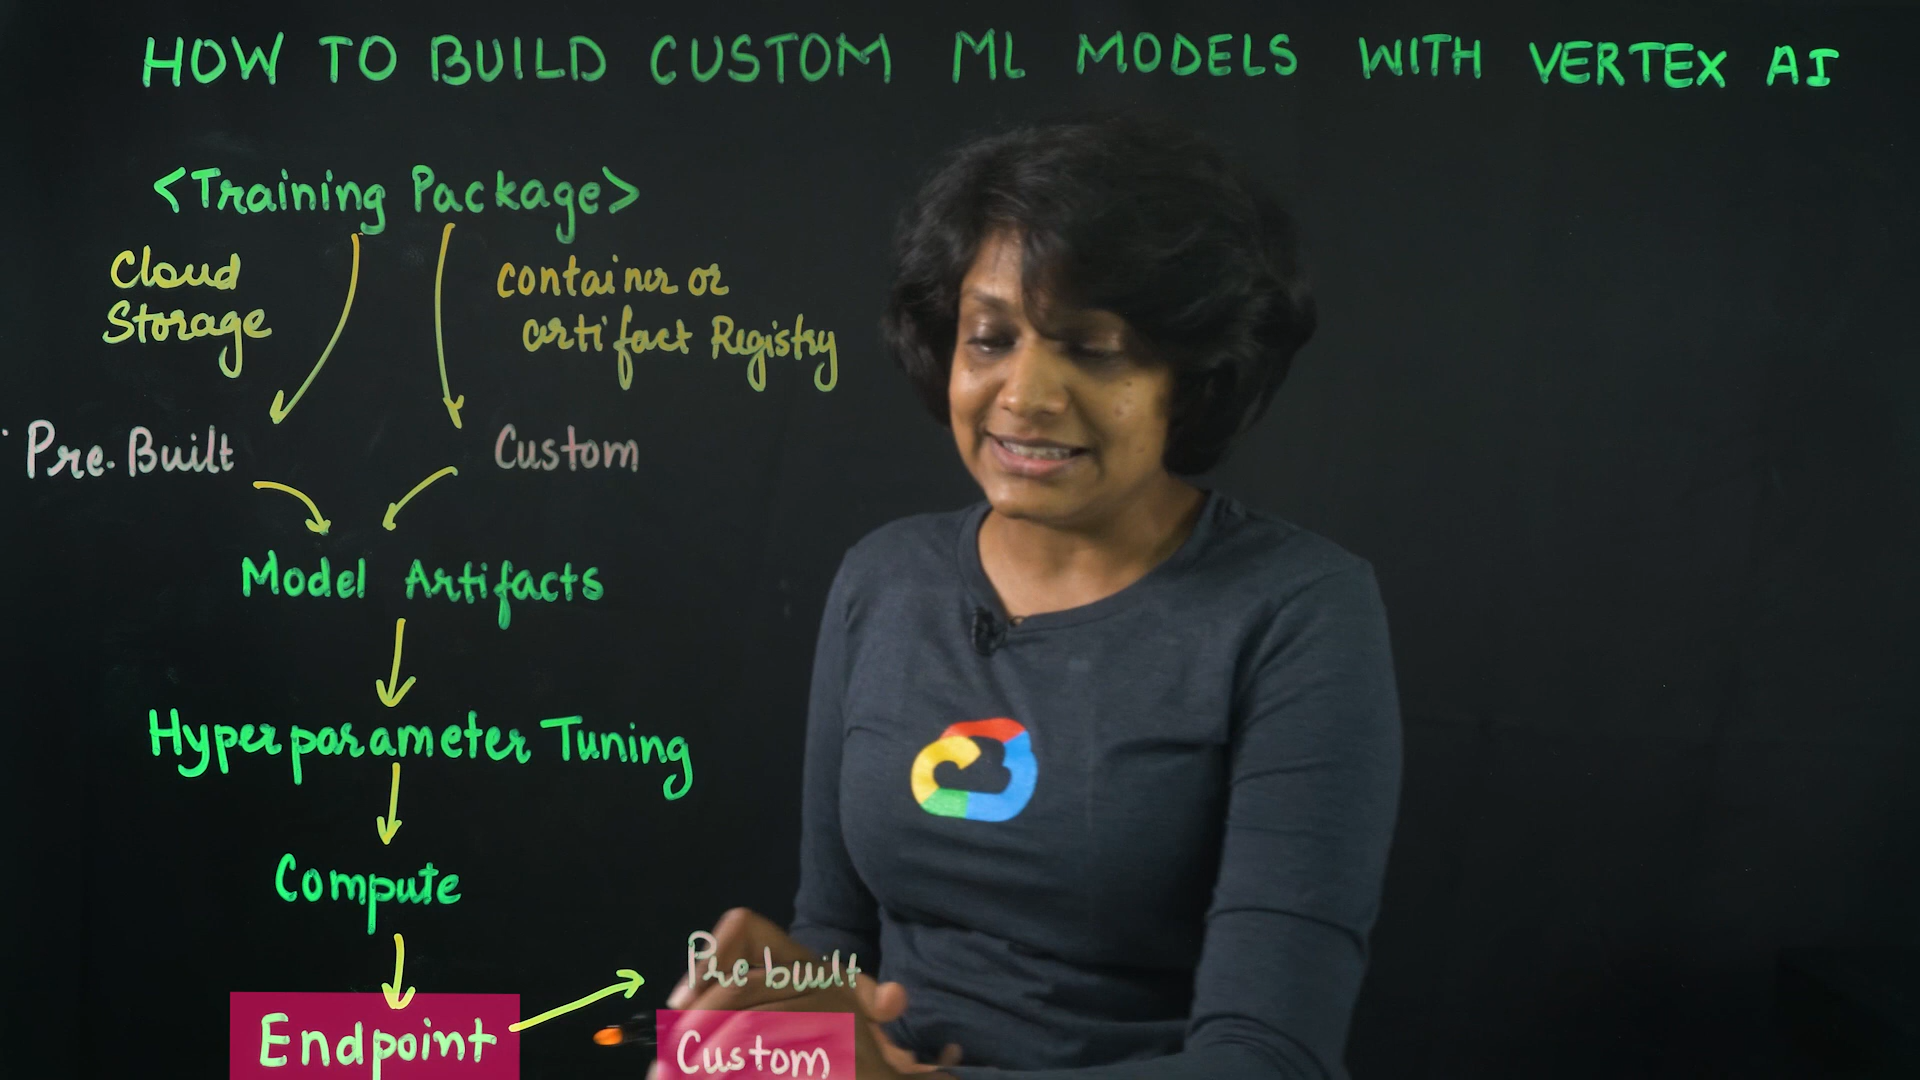 HOW TO BUILD CUSTOM ML MODELS WITH VERTEX AI
<Training Package>
Cloud
Storage
container or
artifact Registry
Pre-Built
Custom
Model Artifacts
Hyperparameter Tuning
Compute
Endpoint
Pre built
Custom